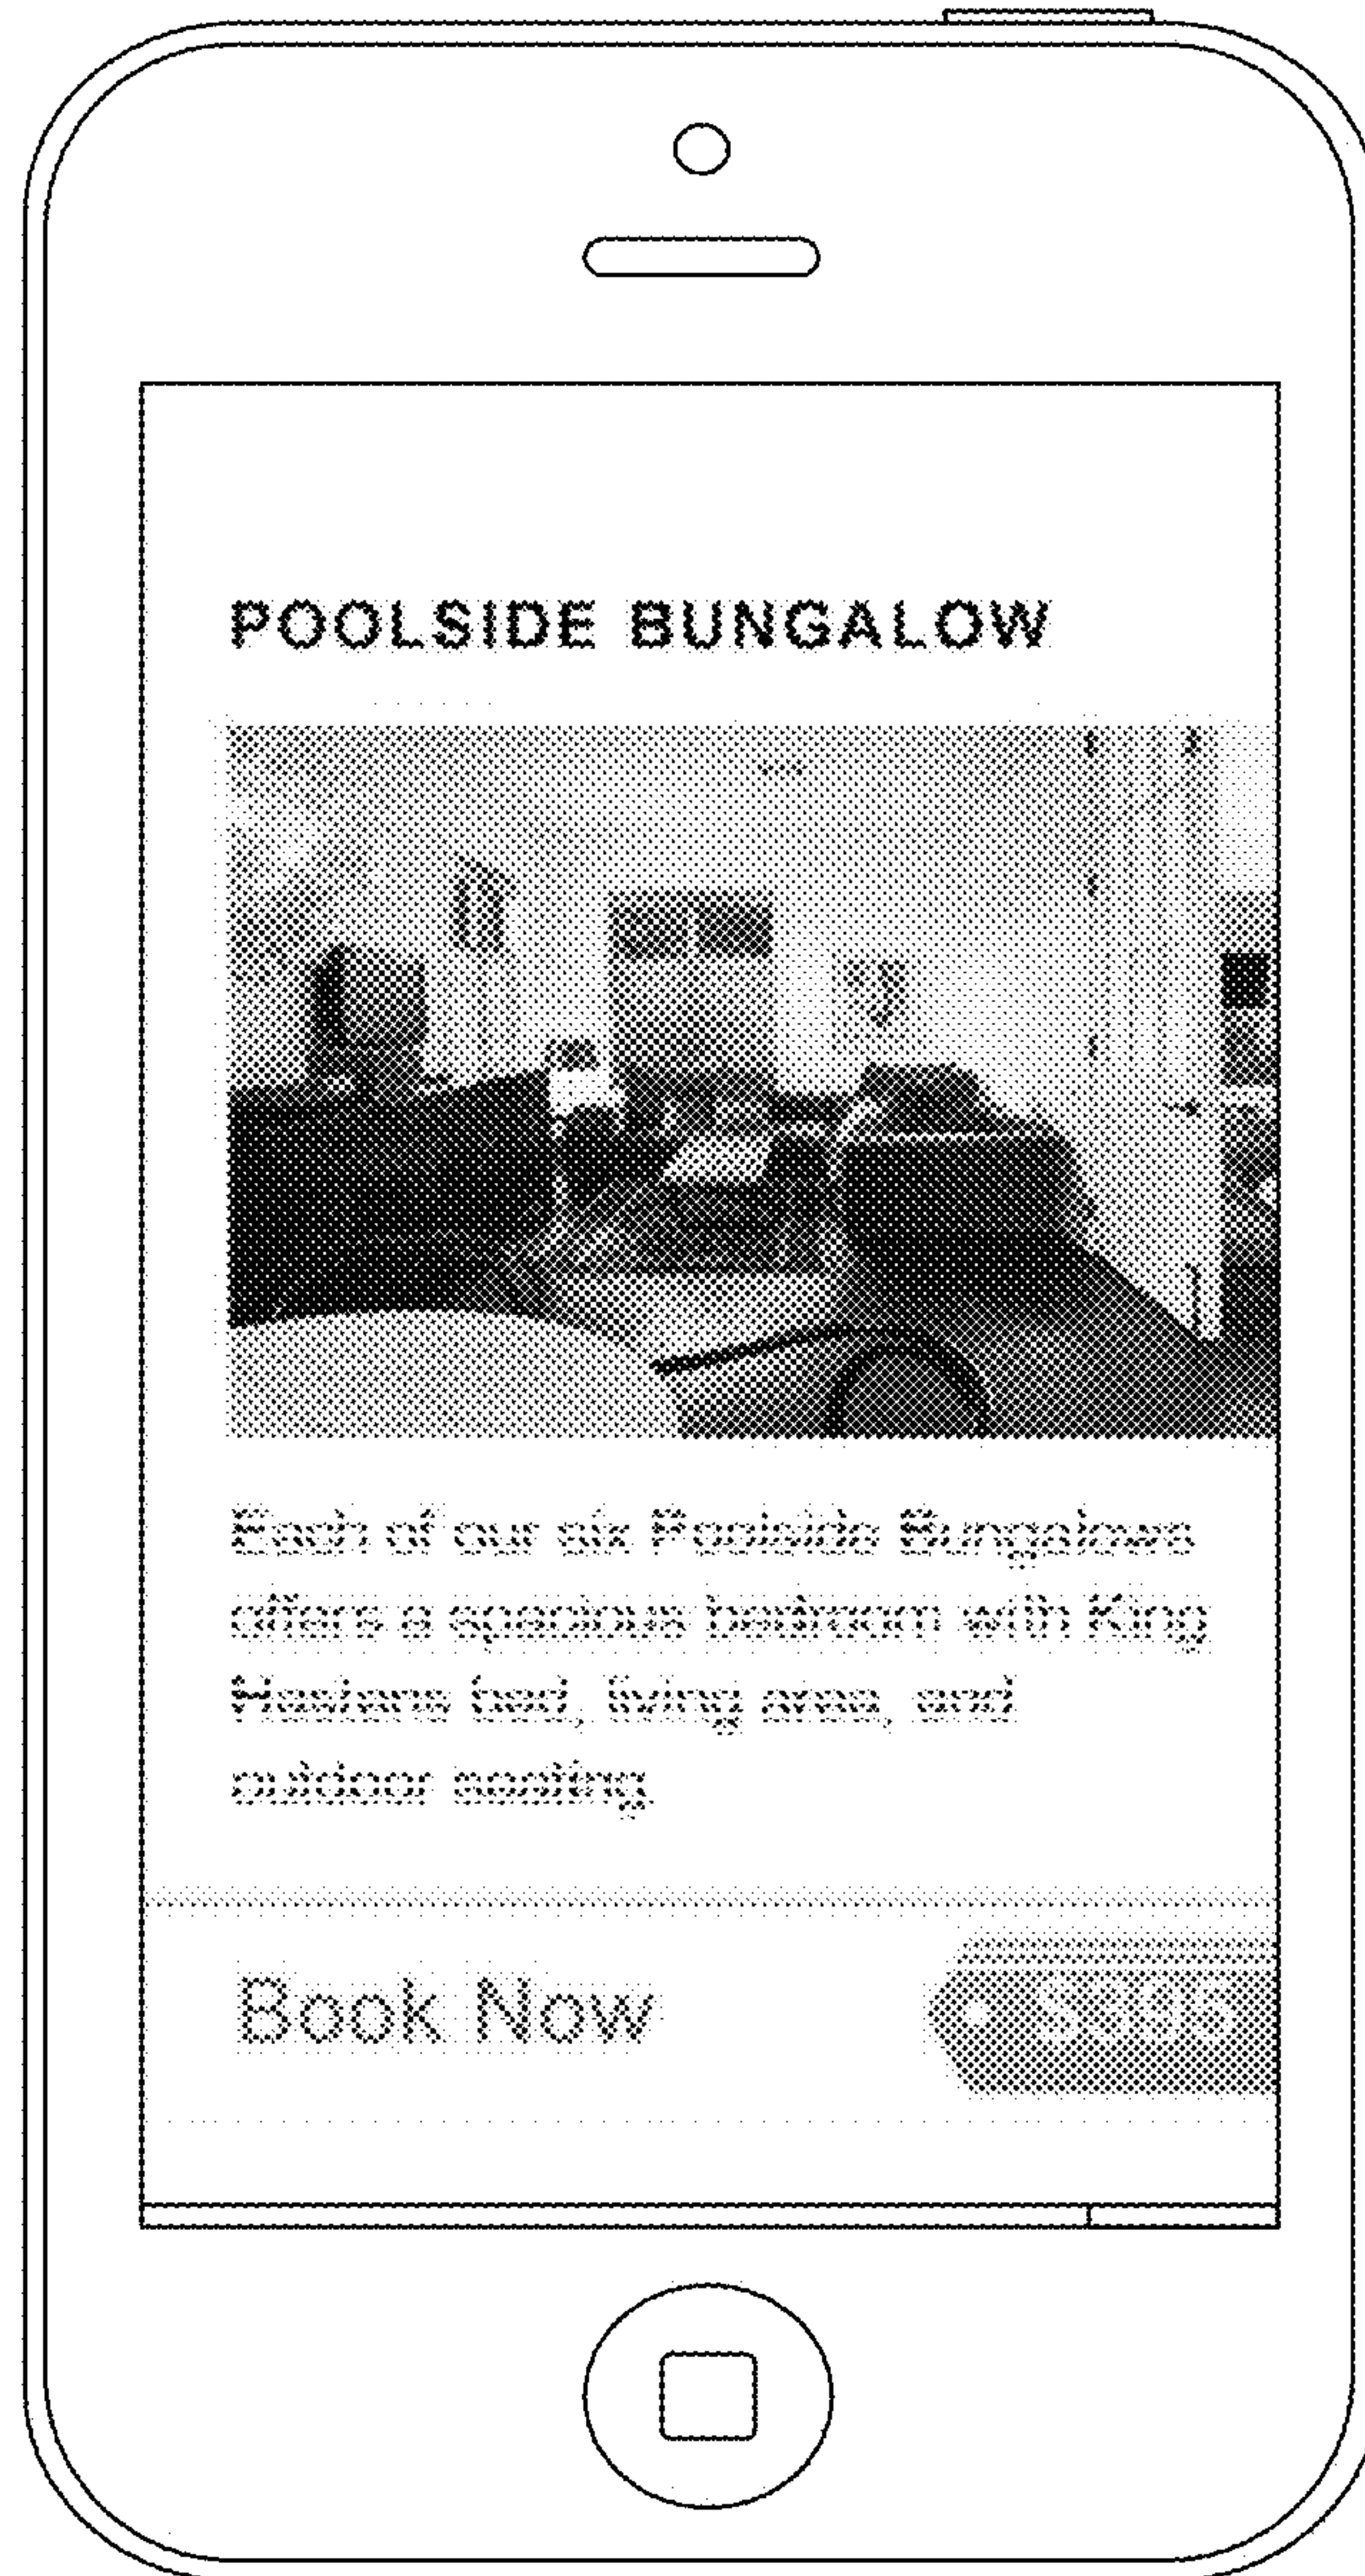 POOLSIDE BUNGALOW
Each of our six Poolside Bungalows
offers a spacious bedroom with King
Hastens bed, living area, and
outdoor seating.
Book Now